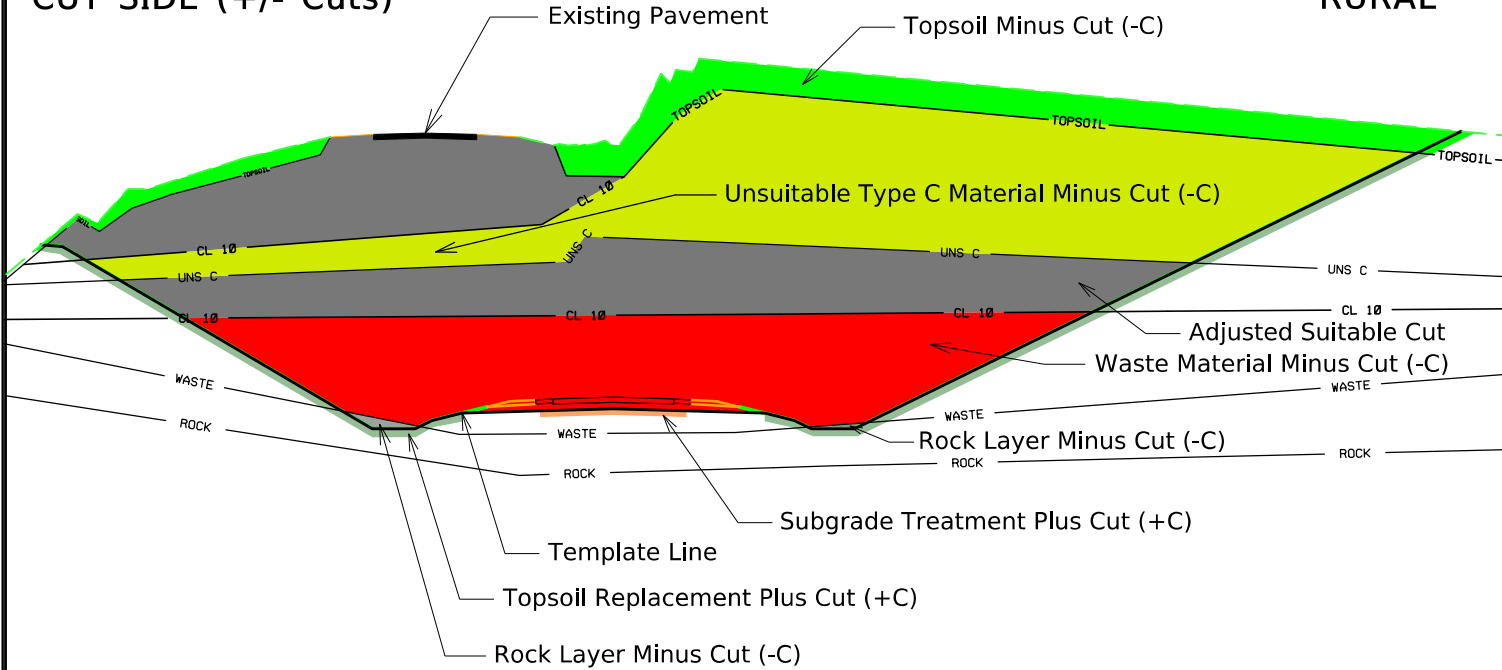 CUT SIDE (+/- Cuts)
RURAL
Existing Pavement
Topsoil Minus Cut (-C)
TOPSOIL
TOPSOIL
TOPSOIL
TOPSOIL
SOIL
CL 10
Unsuitable Type C Material Minus Cut (-C)
CL 10
UNS C
UNS C
UNS C
UNS C
CL 10
CL 10
CL 10
CL 10
Adjusted Suitable Cut
Waste Material Minus Cut (-C)
WASTE
WASTE
WASTE
WASTE
ROCK
Rock Layer Minus Cut (-C)
ROCK
ROCK
ROCK
Subgrade Treatment Plus Cut (+C)
Template Line
Topsoil Replacement Plus Cut (+C)
Rock Layer Minus Cut (-C)